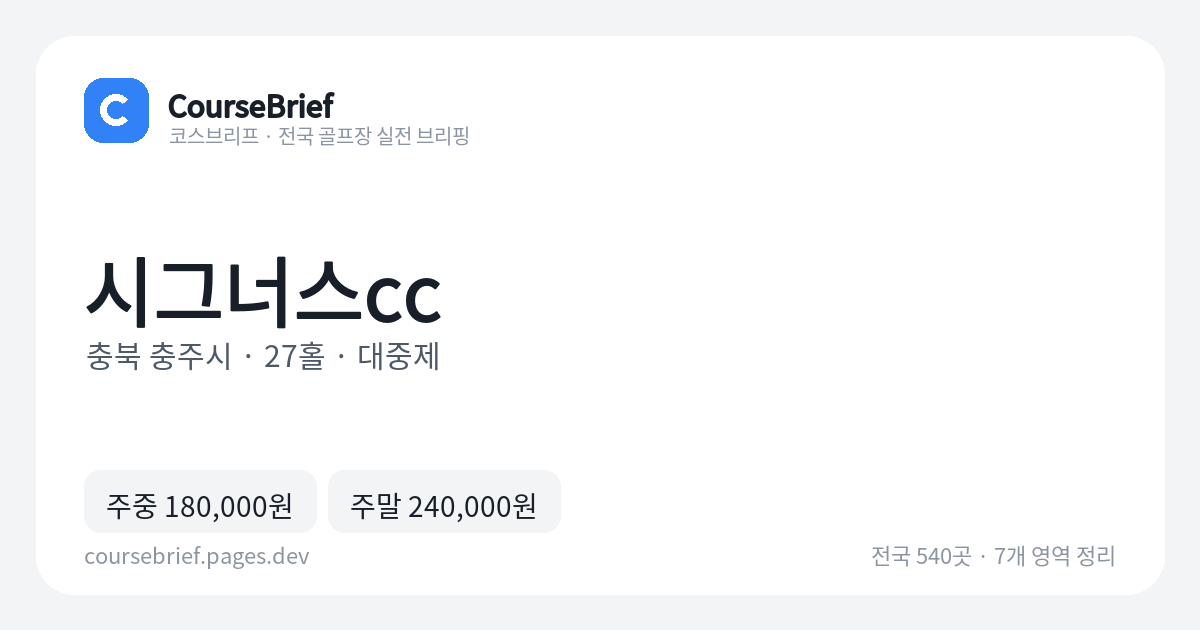 CourseBrief
코스브리프 · 전국 골프장 실전 브리핑
시그너스cc
충북 충주시 · 27홀 · 대중제
주중 180,000원
주말 240,000원
coursebrief.pages.dev
전국 540곳 · 7개 영역 정리